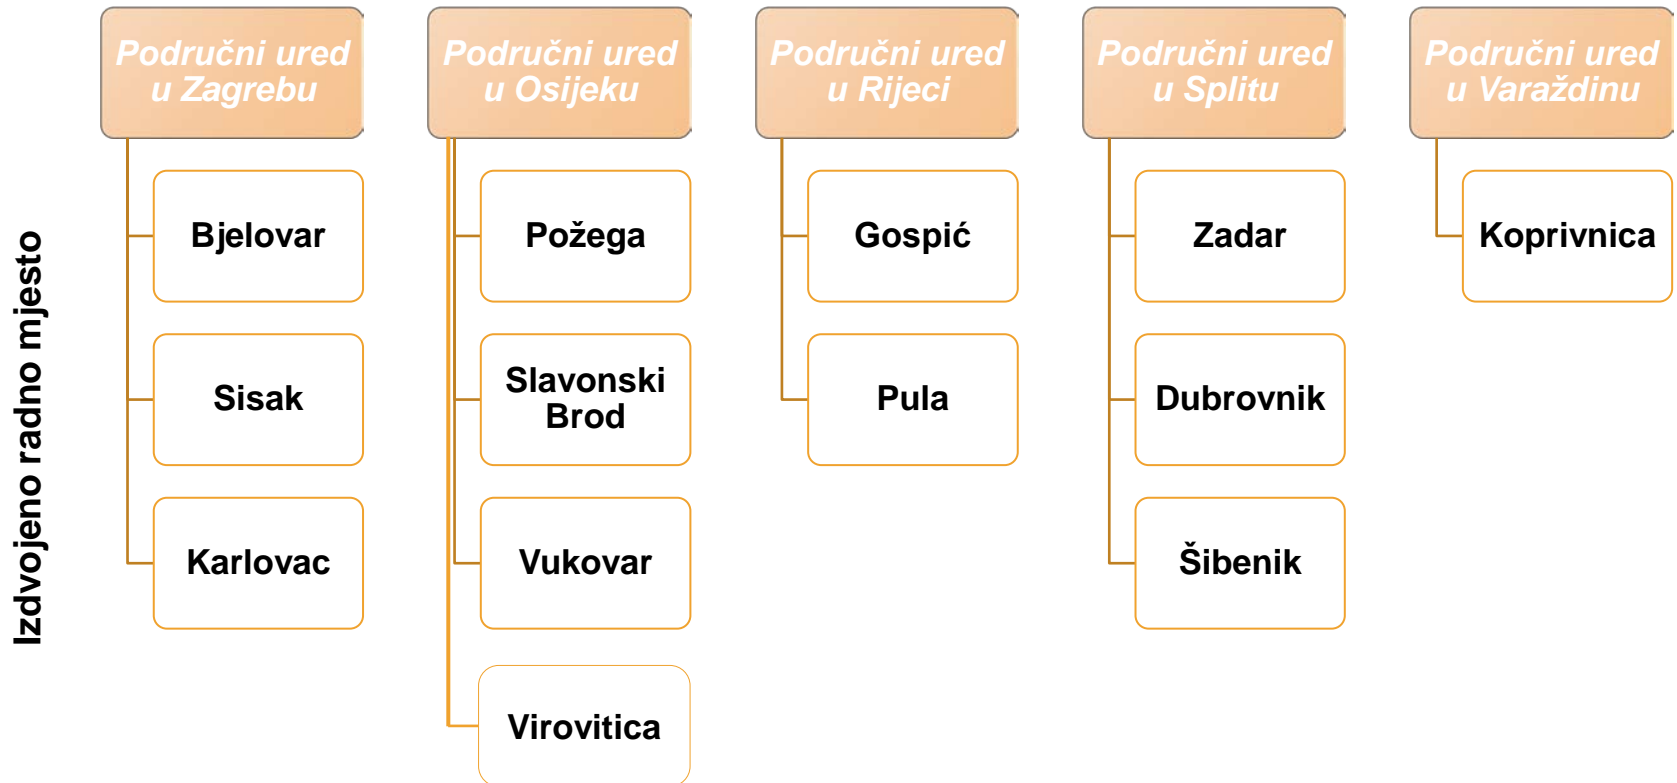 Područni ured
u Zagrebu
Područni ured
u Osijeku
Područni ured
u Rijeci
Područni ured
u Splitu
Područni ured
u Varaždinu
Izdvojeno radno mjesto
Bjelovar
Požega
Gospić
Zadar
Koprivnica
Sisak
Slavonski
Brod
Pula
Dubrovnik
Karlovac
Vukovar
Šibenik
Virovitica